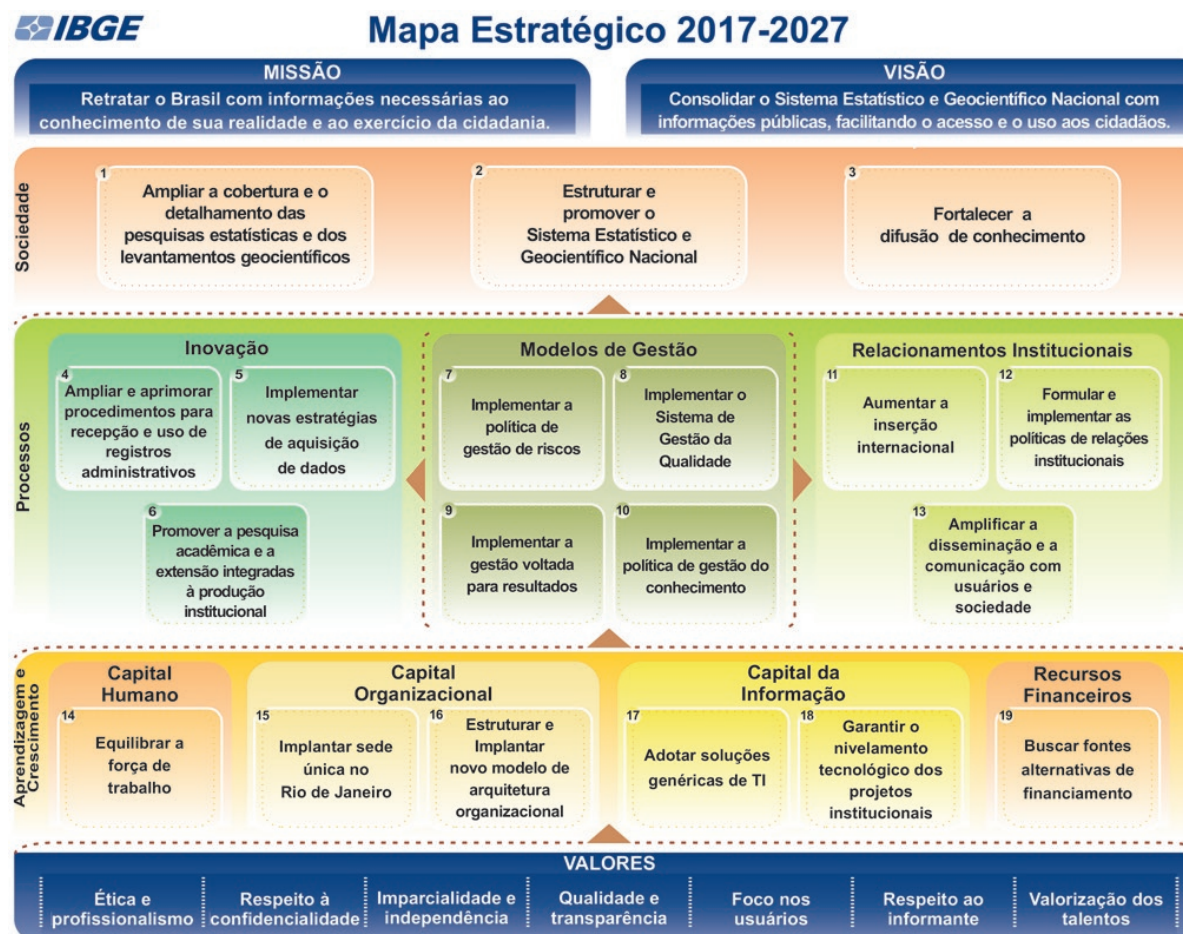 IBGE
Mapa Estratégico 2017-2027
MISSÃO
Retratar o Brasil com informações necessárias ao
conhecimento de sua realidade e ao exercício da cidadania.
VISÃO
Consolidar o Sistema Estatístico e Geocientífico Nacional com
informações públicas, facilitando o acesso e o uso aos cidadãos.
Sociedade
1
Ampliar a cobertura e o
detalhamento das
pesquisas estatísticas e dos
levantamentos geocientíficos
2
Estruturar e
promover o
Sistema Estatístico e
Geocientífico Nacional
3
Fortalecer a
difusão de conhecimento
Processos
Inovação
4
Ampliar e aprimorar
procedimentos para
recepção e uso de
registros
administrativos
5
Implementar
novas estratégias
de aquisição
de dados
6
Promover a pesquisa
acadêmica e a
extensão integradas
à produção
institucional
Modelos de Gestão
7
Implementar a
política de
gestão de riscos
8
Implementar o
Sistema de
Gestão da
Qualidade
9
Implementar a
gestão voltada
para resultados
10
Implementar a
política de gestão do
conhecimento
Relacionamentos Institucionais
11
Aumentar a
inserção
internacional
12
Formular e
implementar as
políticas de relações
institucionais
13
Amplificar a
disseminação e a
comunicação com
usuários e
sociedade
Aprendizagem e
Crescimento
Capital
Humano
14
Equilibrar a
força de
trabalho
Capital
Organizacional
15
Implantar sede
única no
Rio de Janeiro
16
Estruturar e
Implantar
novo modelo de
arquitetura
organizacional
Capital da
Informação
17
Adotar soluções
genéricas de TI
18
Garantir o
nivelamento
tecnológico dos
projetos
institucionais
Recursos
Financeiros
19
Buscar fontes
alternativas de
financiamento
VALORES
Ética e
profissionalismo
Respeito à
confidencialidade
Imparcialidade e
independência
Qualidade e
transparência
Foco nos
usuários
Respeito ao
informante
Valorização dos
talentos